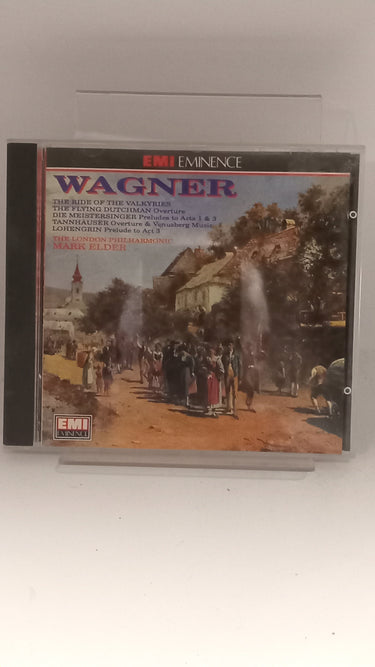 EMI EMINENCE
WAGNER
THE RIDE OF THE VALKYRIES
THE FLYING DUTCHMAN Overture
DIE MEISTERSINGER Preludes to Acts 1 & 3
TANNHAUSER Overture & Venusberg Music
LOHENGRIN Prelude to Act 3
THE LONDON PHILHARMONIC
MARK ELDER
EMI
EMINENCE